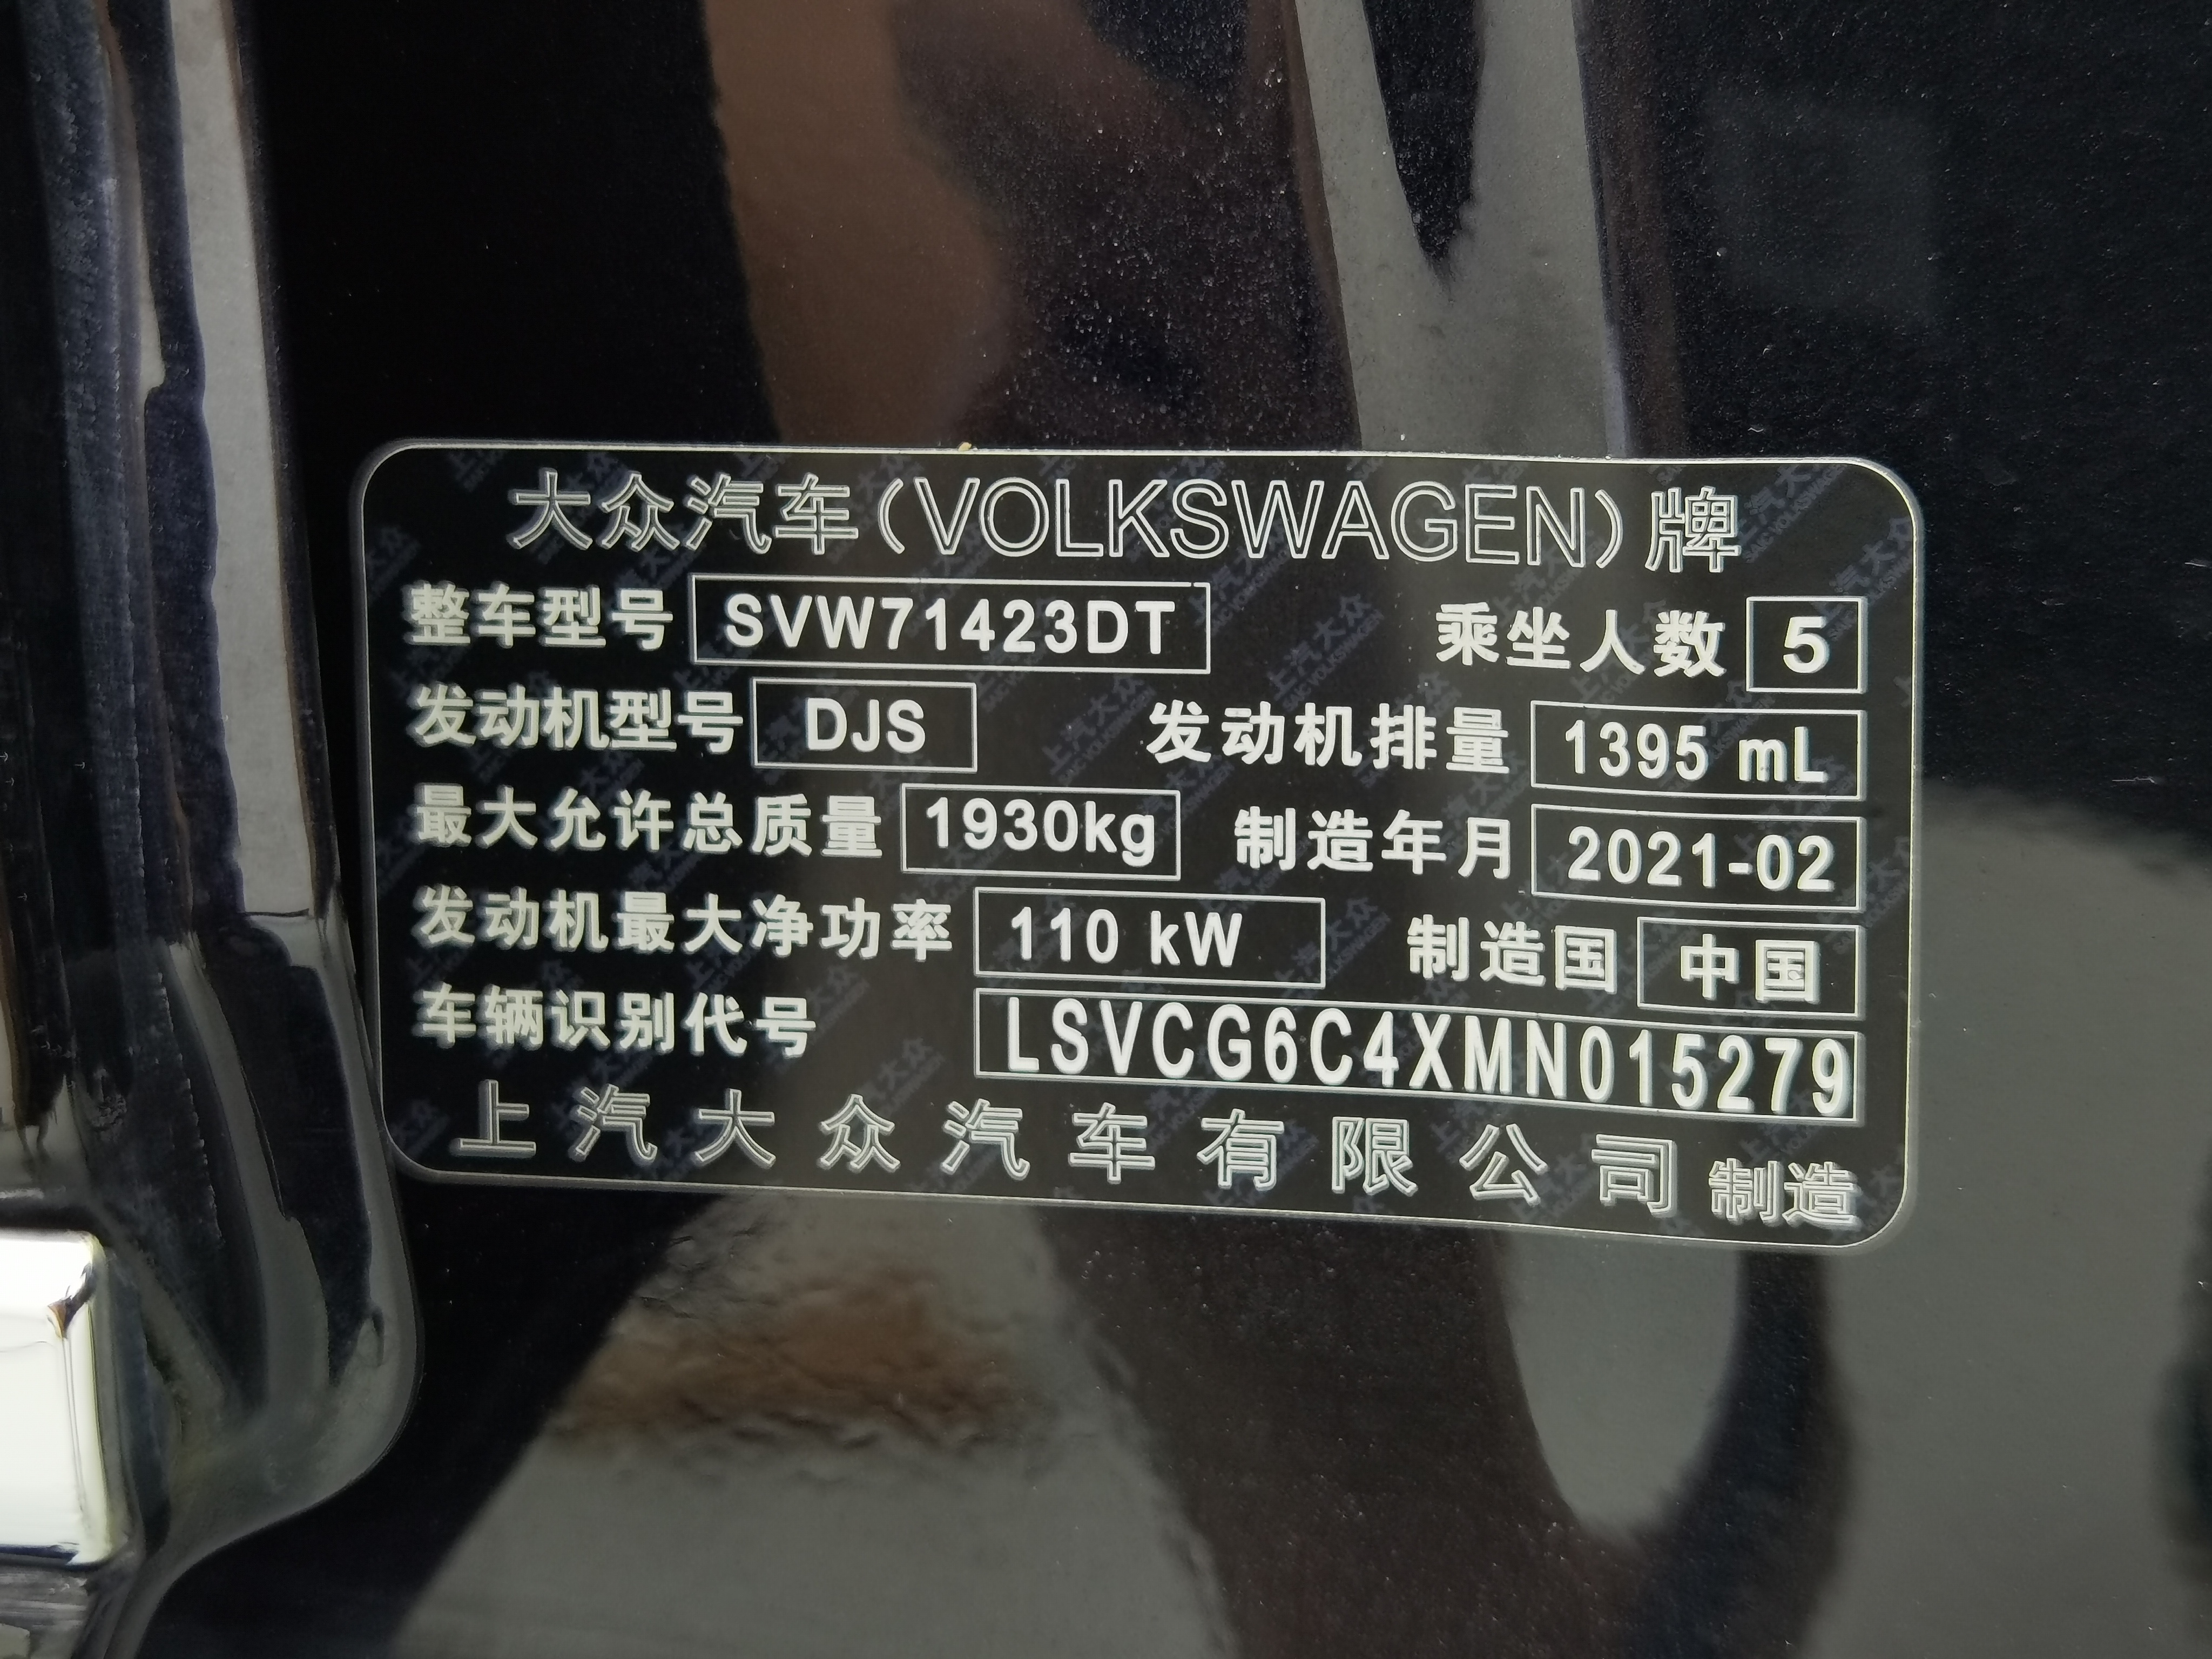 大众汽车(VOLKSWAGEN)牌
整车型号 SVW71423DT 乘坐人数 5
发动机型号 DJS 发动机排量 1395 mL
最大允许总质量 1930kg 制造年月 2021-02
发动机最大净功率 110 kW 制造国 中国
车辆识别代号 LSVCG6C4XMN015279
上汽大众汽车有限公司 制造